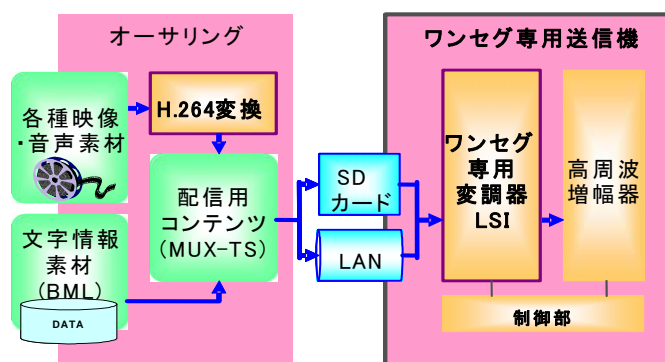 オーサリング
各種映像
・音声素材
H.264変換
配信用
コンテンツ
(MUX-TS)
文字情報
素材
(BML)
DATA
SD
カード
LAN
ワンセグ専用送信機
ワンセグ
専用
変調器
LSI
高周波
増幅器
制御部